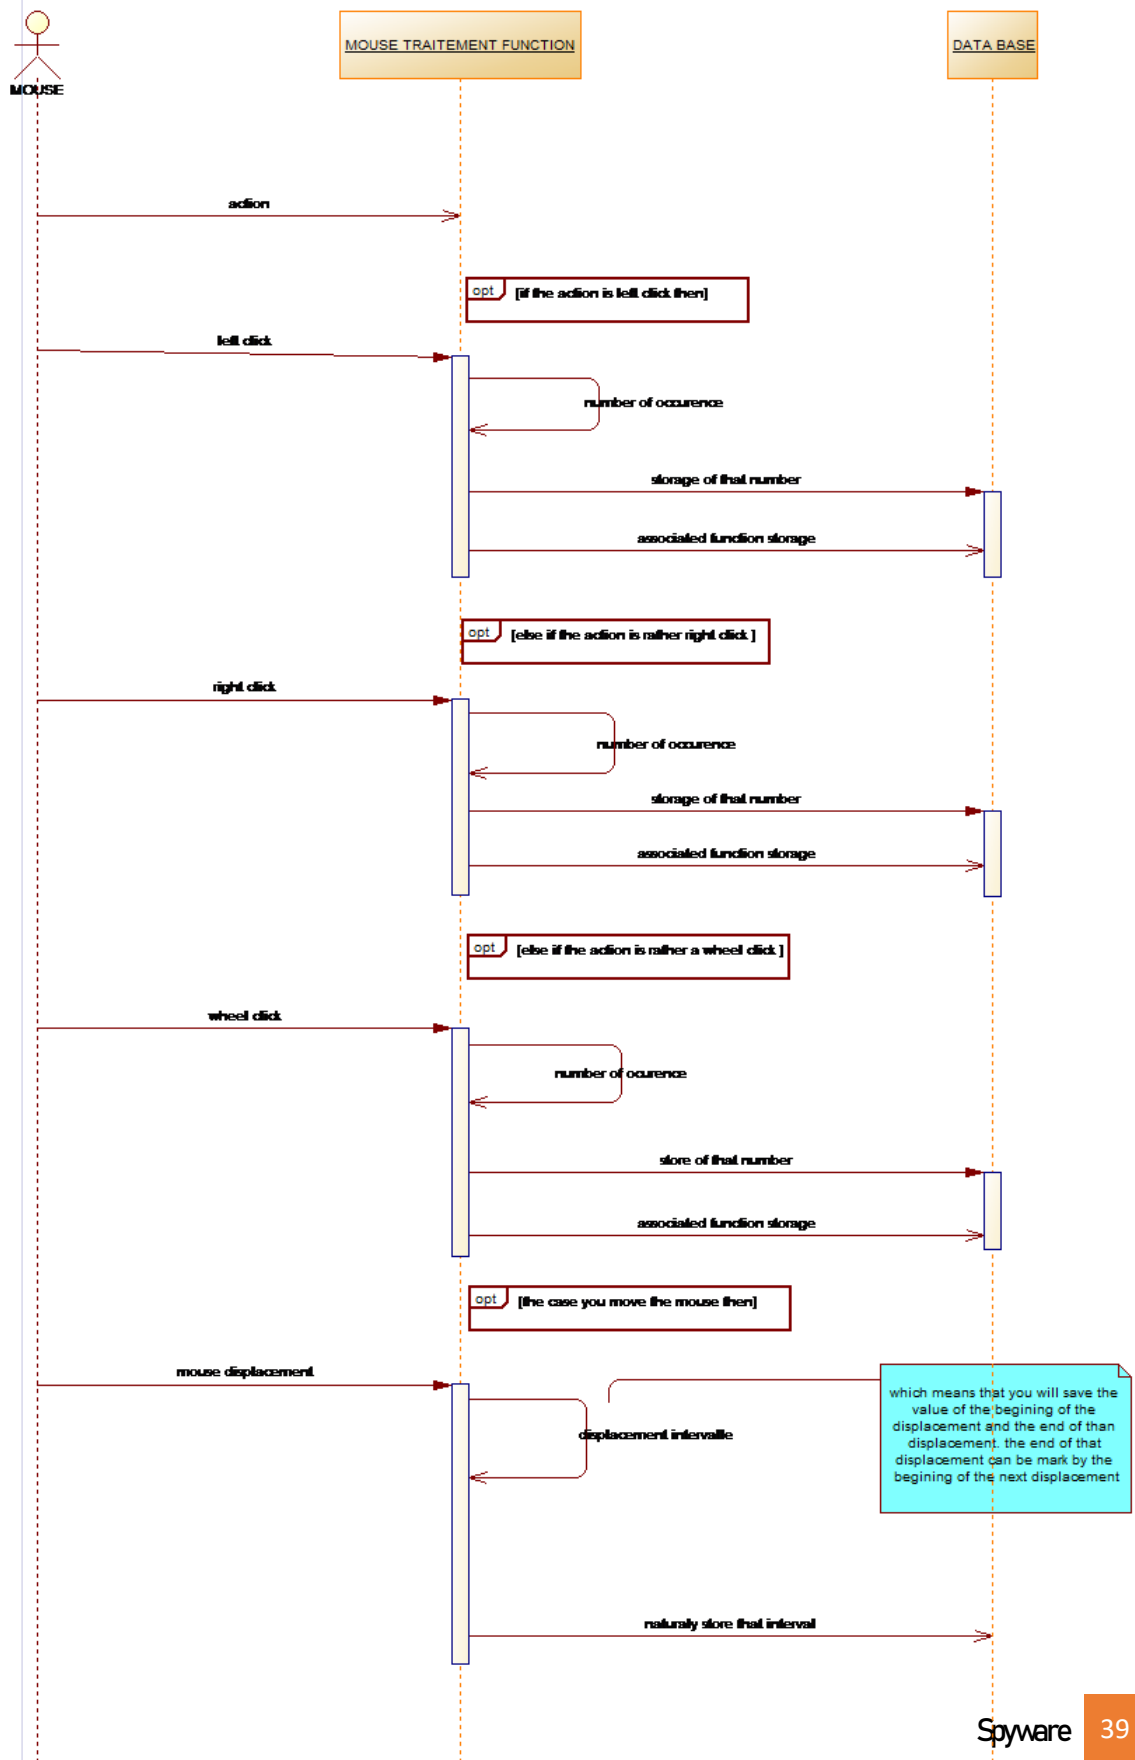 MOUSE TRAITEMENT FUNCTION
DATA BASE
MOUSE
action
opt [if the action is left click then]
left click
number of occurence
storage of that number
associated function storage
opt [else if the action is rather right click ]
right click
number of occurence
storage of that number
associated function storage
opt [else if the action is rather a wheel click ]
wheel click
number of ocurence
store of that number
associated function storage
opt [the case you move the mouse then]
mouse displacement
which means that you will save the
value of the begining of the
displacement and the end of than
displacement. the end of that
displacement can be mark by the
begining of the next displacement
displacement intervalle
naturaly store that interval
Spyware 39